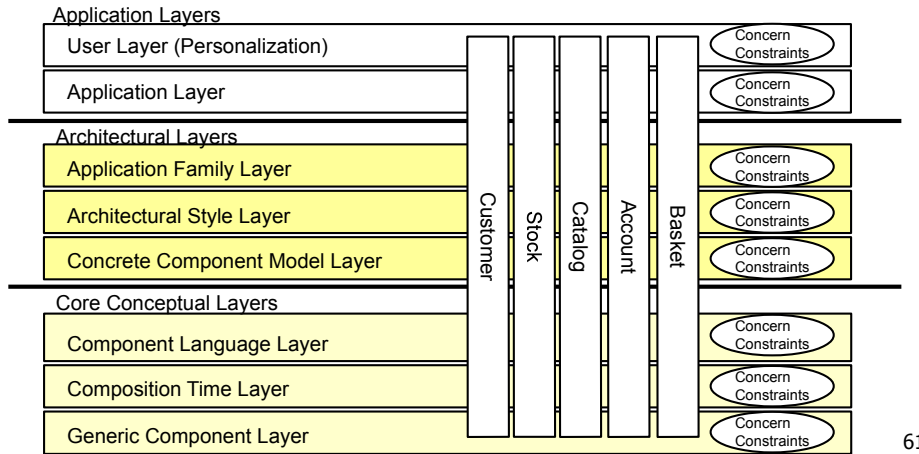 Application Layers
User Layer (Personalization)
Concern
Constraints
Application Layer
Concern
Constraints
Architectural Layers
Application Family Layer
Concern
Constraints
Architectural Style Layer
Concern
Constraints
Concrete Component Model Layer
Concern
Constraints
Customer
Stock
Catalog
Account
Basket
Core Conceptual Layers
Component Language Layer
Concern
Constraints
Composition Time Layer
Concern
Constraints
Generic Component Layer
Concern
Constraints
61